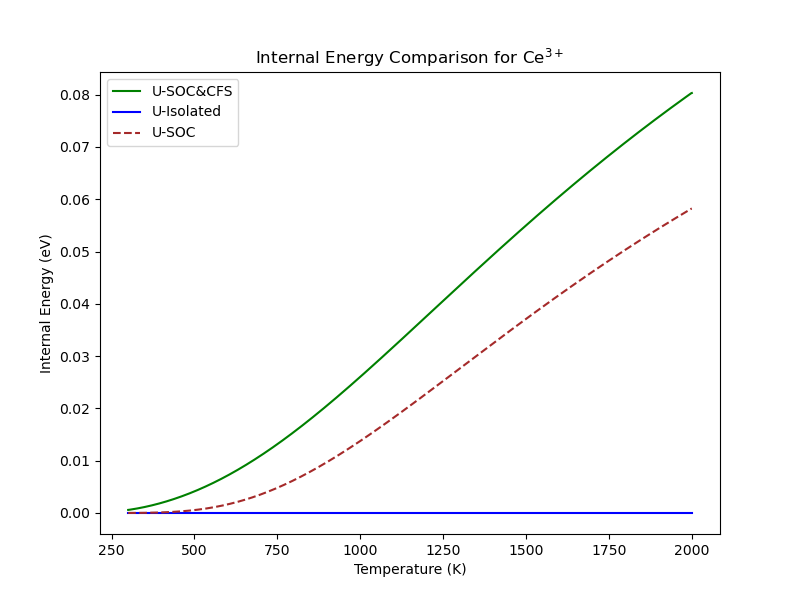 Internal Energy Comparison for Ce³⁺
U-SOC&CFS
U-Isolated
U-SOC
Internal Energy (eV)
0.08
0.07
0.06
0.05
0.04
0.03
0.02
0.01
0.00
250 500 750 1000 1250 1500 1750 2000
Temperature (K)